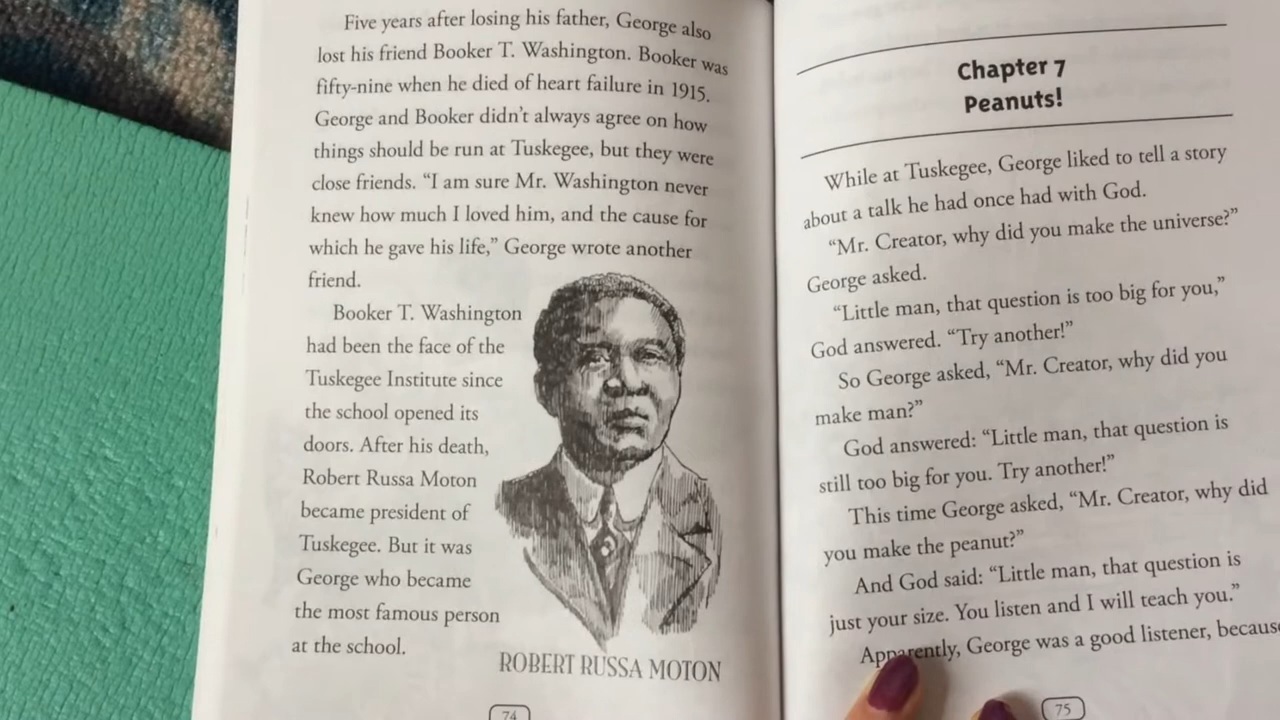 Five years after losing his father, George also
lost his friend Booker T. Washington. Booker was
fifty-nine when he died of heart failure in 1915.
George and Booker didn’t always agree on how
things should be run at Tuskegee, but they were
close friends. “I am sure Mr. Washington never
knew how much I loved him, and the cause for
which he gave his life,” George wrote another
friend.
Booker T. Washington
had been the face of the
Tuskegee Institute since
the school opened its
doors. After his death,
Robert Russa Moton
became president of
Tuskegee. But it was
George who became
the most famous person
at the school.
ROBERT RUSSA MOTON
74
Chapter 7
Peanuts!
While at Tuskegee, George liked to tell a story
about a talk he had once had with God.
“Mr. Creator, why did you make the universe?”
George asked.
“Little man, that question is too big for you,”
God answered. “Try another!”
So George asked, “Mr. Creator, why did you
make man?”
God answered: “Little man, that question is
still too big for you. Try another!”
This time George asked, “Mr. Creator, why did
you make the peanut?”
And God said: “Little man, that question is
just your size. You listen and I will teach you.”
Apparently, George was a good listener, because
75